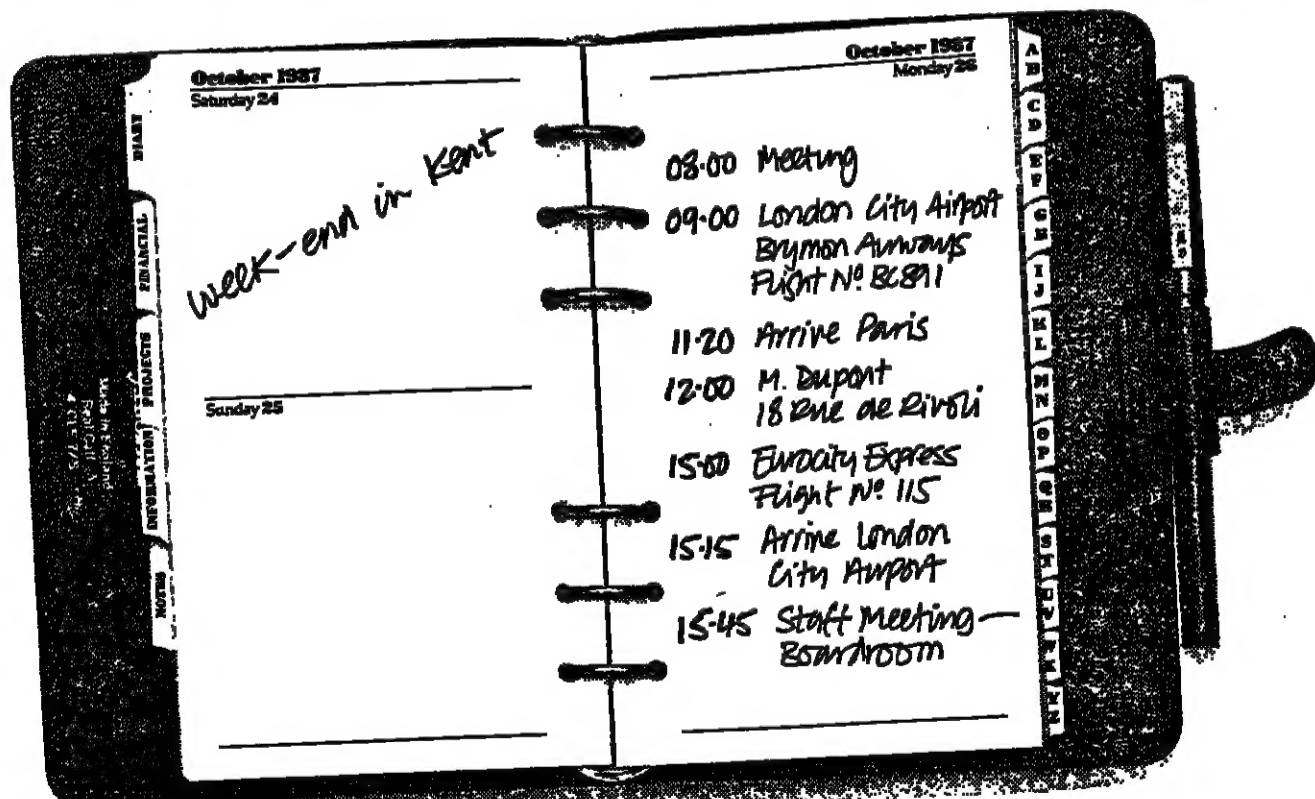 October 1987
Saturday 24
week-end in Kent
Sunday 25
DIARY
FINANCIAL
PROJECTS
INFORMATION
NOTES
October 1987
Monday 26
08·00 Meeting
09·00 London City Airport
Brymon Airways
Flight Nº BC891
11·20 Arrive Paris
12·00 M. Dupont
18 Rue de Rivoli
15·00 Eurocity Express
Flight Nº 115
15·15 Arrive London
City Airport
15·45 Staff Meeting —
Boardroom
A B
C D
E F
G H
I J
K L
M N
O P
Q R
S T
U V